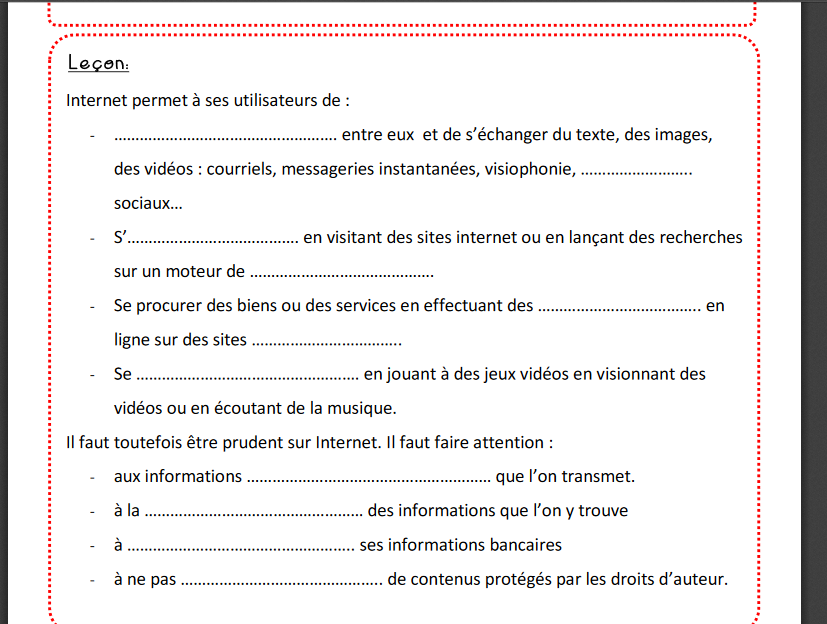 Leçon:
Internet permet à ses utilisateurs de :
- ……………………………………………. entre eux  et de s’échanger du texte, des images,
des vidéos : courriels, messageries instantanées, visiophonie, ……………………..
sociaux…
- S’…………………………………. en visitant des sites internet ou en lançant des recherches
sur un moteur de …………………………………….
- Se procurer des biens ou des services en effectuant des ……………………………….. en
ligne sur des sites ……………………………..
- Se ……………………………………………. en jouant à des jeux vidéos en visionnant des
vidéos ou en écoutant de la musique.
Il faut toutefois être prudent sur Internet. Il faut faire attention :
- aux informations ………………………………………………… que l’on transmet.
- à la …………………………………………… des informations que l’on y trouve
- à ……………………………………………… ses informations bancaires
- à ne pas ……………………………………….. de contenus protégés par les droits d’auteur.